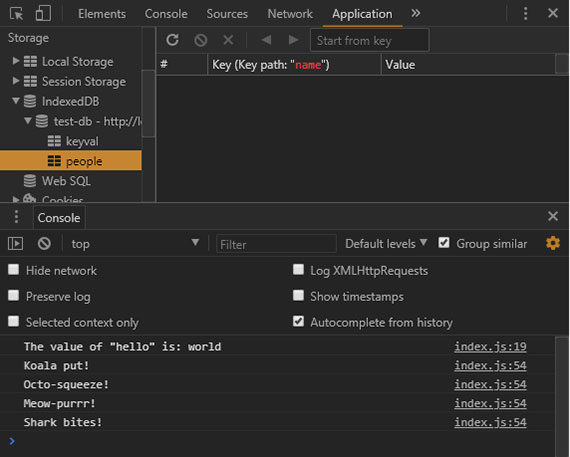 Elements Console Sources Network Application »
Storage
Start from key
Local Storage
Session Storage
IndexedDB
test-db - http://l
keyval
people
Web SQL
Cookies
# Key (Key path: "name") Value
Console
top Filter Default levels Group similar
Hide network Log XMLHttpRequests
Preserve log Show timestamps
Selected context only Autocomplete from history
The value of "hello" is: world index.js:19
Koala put! index.js:54
Octo-squeeze! index.js:54
Meow-purrr! index.js:54
Shark bites! index.js:54
>